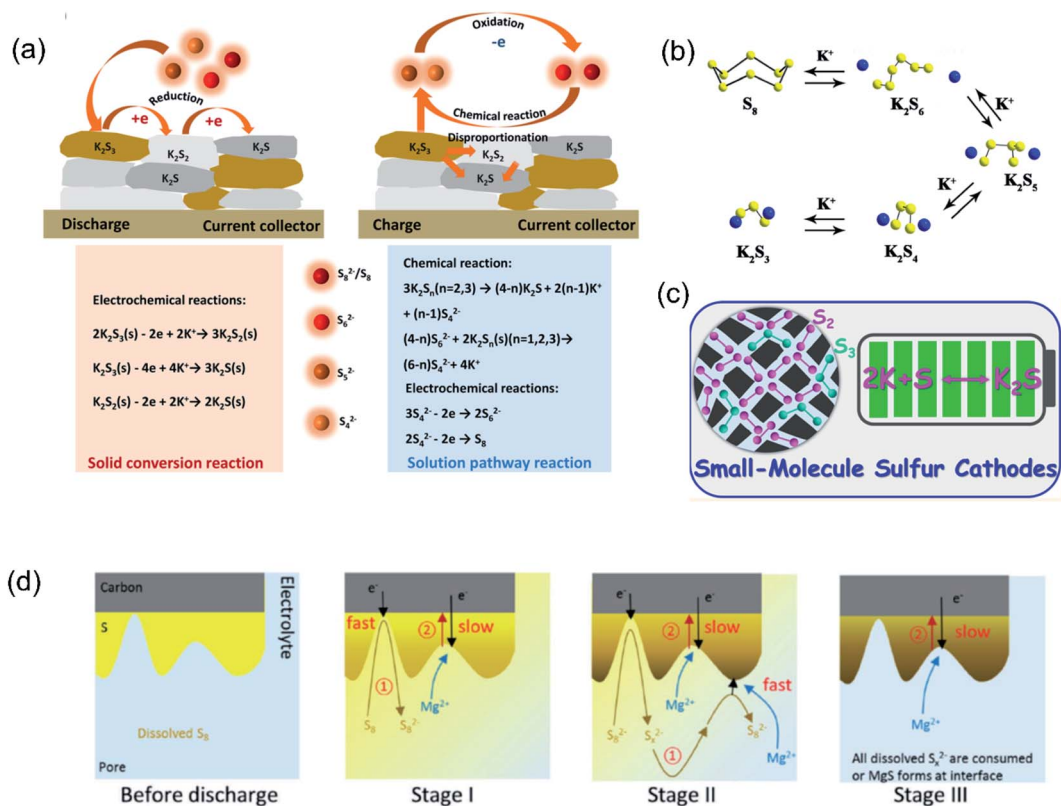 (a)
Reduction
+e
+e
K₂S₃
K₂S₂
K₂S
K₂S
Discharge
Current collector
Oxidation
-e
Chemical reaction
Disproportionation
K₂S₃
K₂S₂
K₂S
K₂S
Charge
Current collector
Electrochemical reactions:
2K₂S₃(s) - 2e + 2K⁺→ 3K₂S₂(s)
K₂S₃(s) - 4e + 4K⁺→ 3K₂S(s)
K₂S₂(s) - 2e + 2K⁺→ 2K₂S(s)
Solid conversion reaction
S₈²⁻/S₈
S₆²⁻
S₅²⁻
S₄²⁻
Chemical reaction:
3K₂Sₙ(n=2,3) → (4-n)K₂S + 2(n-1)K⁺
+ (n-1)S₄²⁻
(4-n)S₆²⁻ + 2K₂Sₙ(s)(n=1,2,3)→
(6-n)S₄²⁻+ 4K⁺
Electrochemical reactions:
3S₄²⁻ - 2e → 2S₆²⁻
2S₄²⁻ - 2e → S₈
Solution pathway reaction
(b)
S₈
K⁺
K₂S₆
K⁺
K₂S₅
K⁺
K₂S₄
K⁺
K₂S₃
(c)
S₂
S₃
2K+S ⟷ K₂S
Small-Molecule Sulfur Cathodes
(d)
Carbon
S
Electrolyte
Dissolved S₈
Pore
Before discharge
e⁻
e⁻
fast
②
slow
①
Mg²⁺
S₈
S₈²⁻
Stage I
e⁻
②
slow
fast
Mg²⁺
S₈²⁻
Sₓ²⁻
S₈²⁻
①
Mg²⁺
Stage II
e⁻
②
slow
Mg²⁺
All dissolved Sₓ²⁻ are consumed
or MgS forms at interface
Stage III